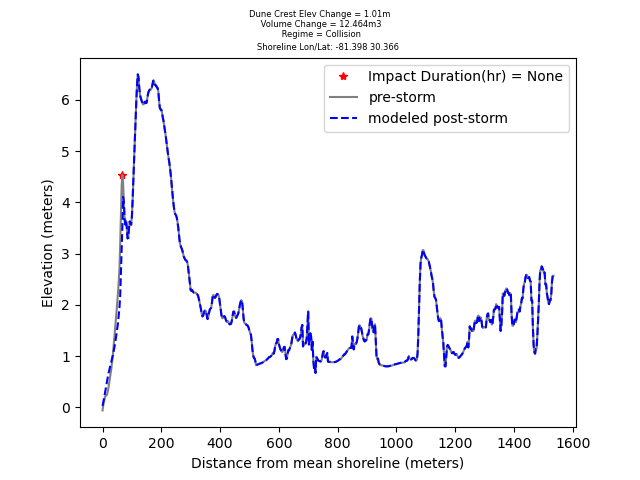 Dune Crest Elev Change = 1.01m
Volume Change = 12.464m3
Regime = Collision
Shoreline Lon/Lat: -81.398 30.366
Impact Duration(hr) = None
pre-storm
modeled post-storm
Elevation (meters)
6
5
4
3
2
1
0
0 200 400 600 800 1000 1200 1400 1600
Distance from mean shoreline (meters)